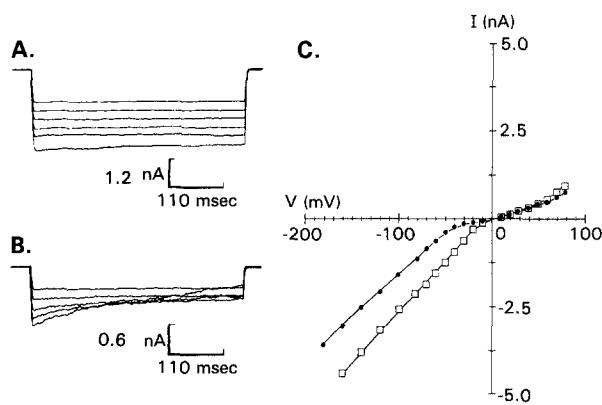 A.
1.2 nA
110 msec
B.
0.6 nA
110 msec
C.
I (nA)
5.0
2.5
V (mV)
-200
-100
0
100
-2.5
-5.0